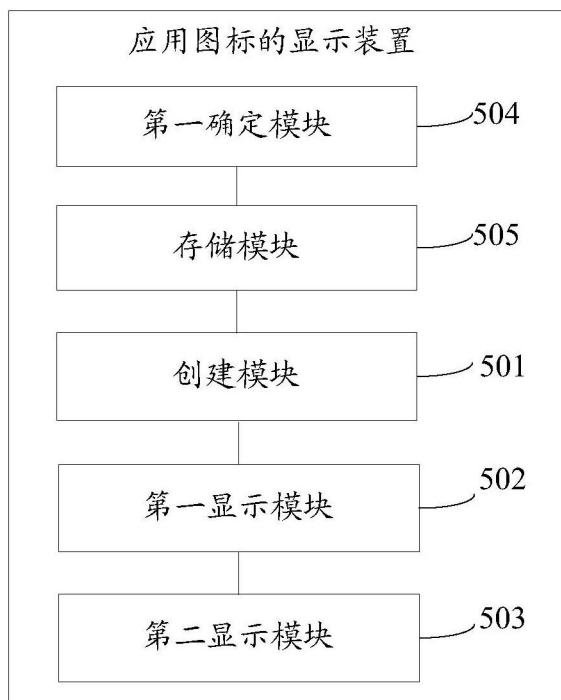 应用图标的显示装置
第一确定模块
504
存储模块
505
创建模块
501
第一显示模块
502
第二显示模块
503